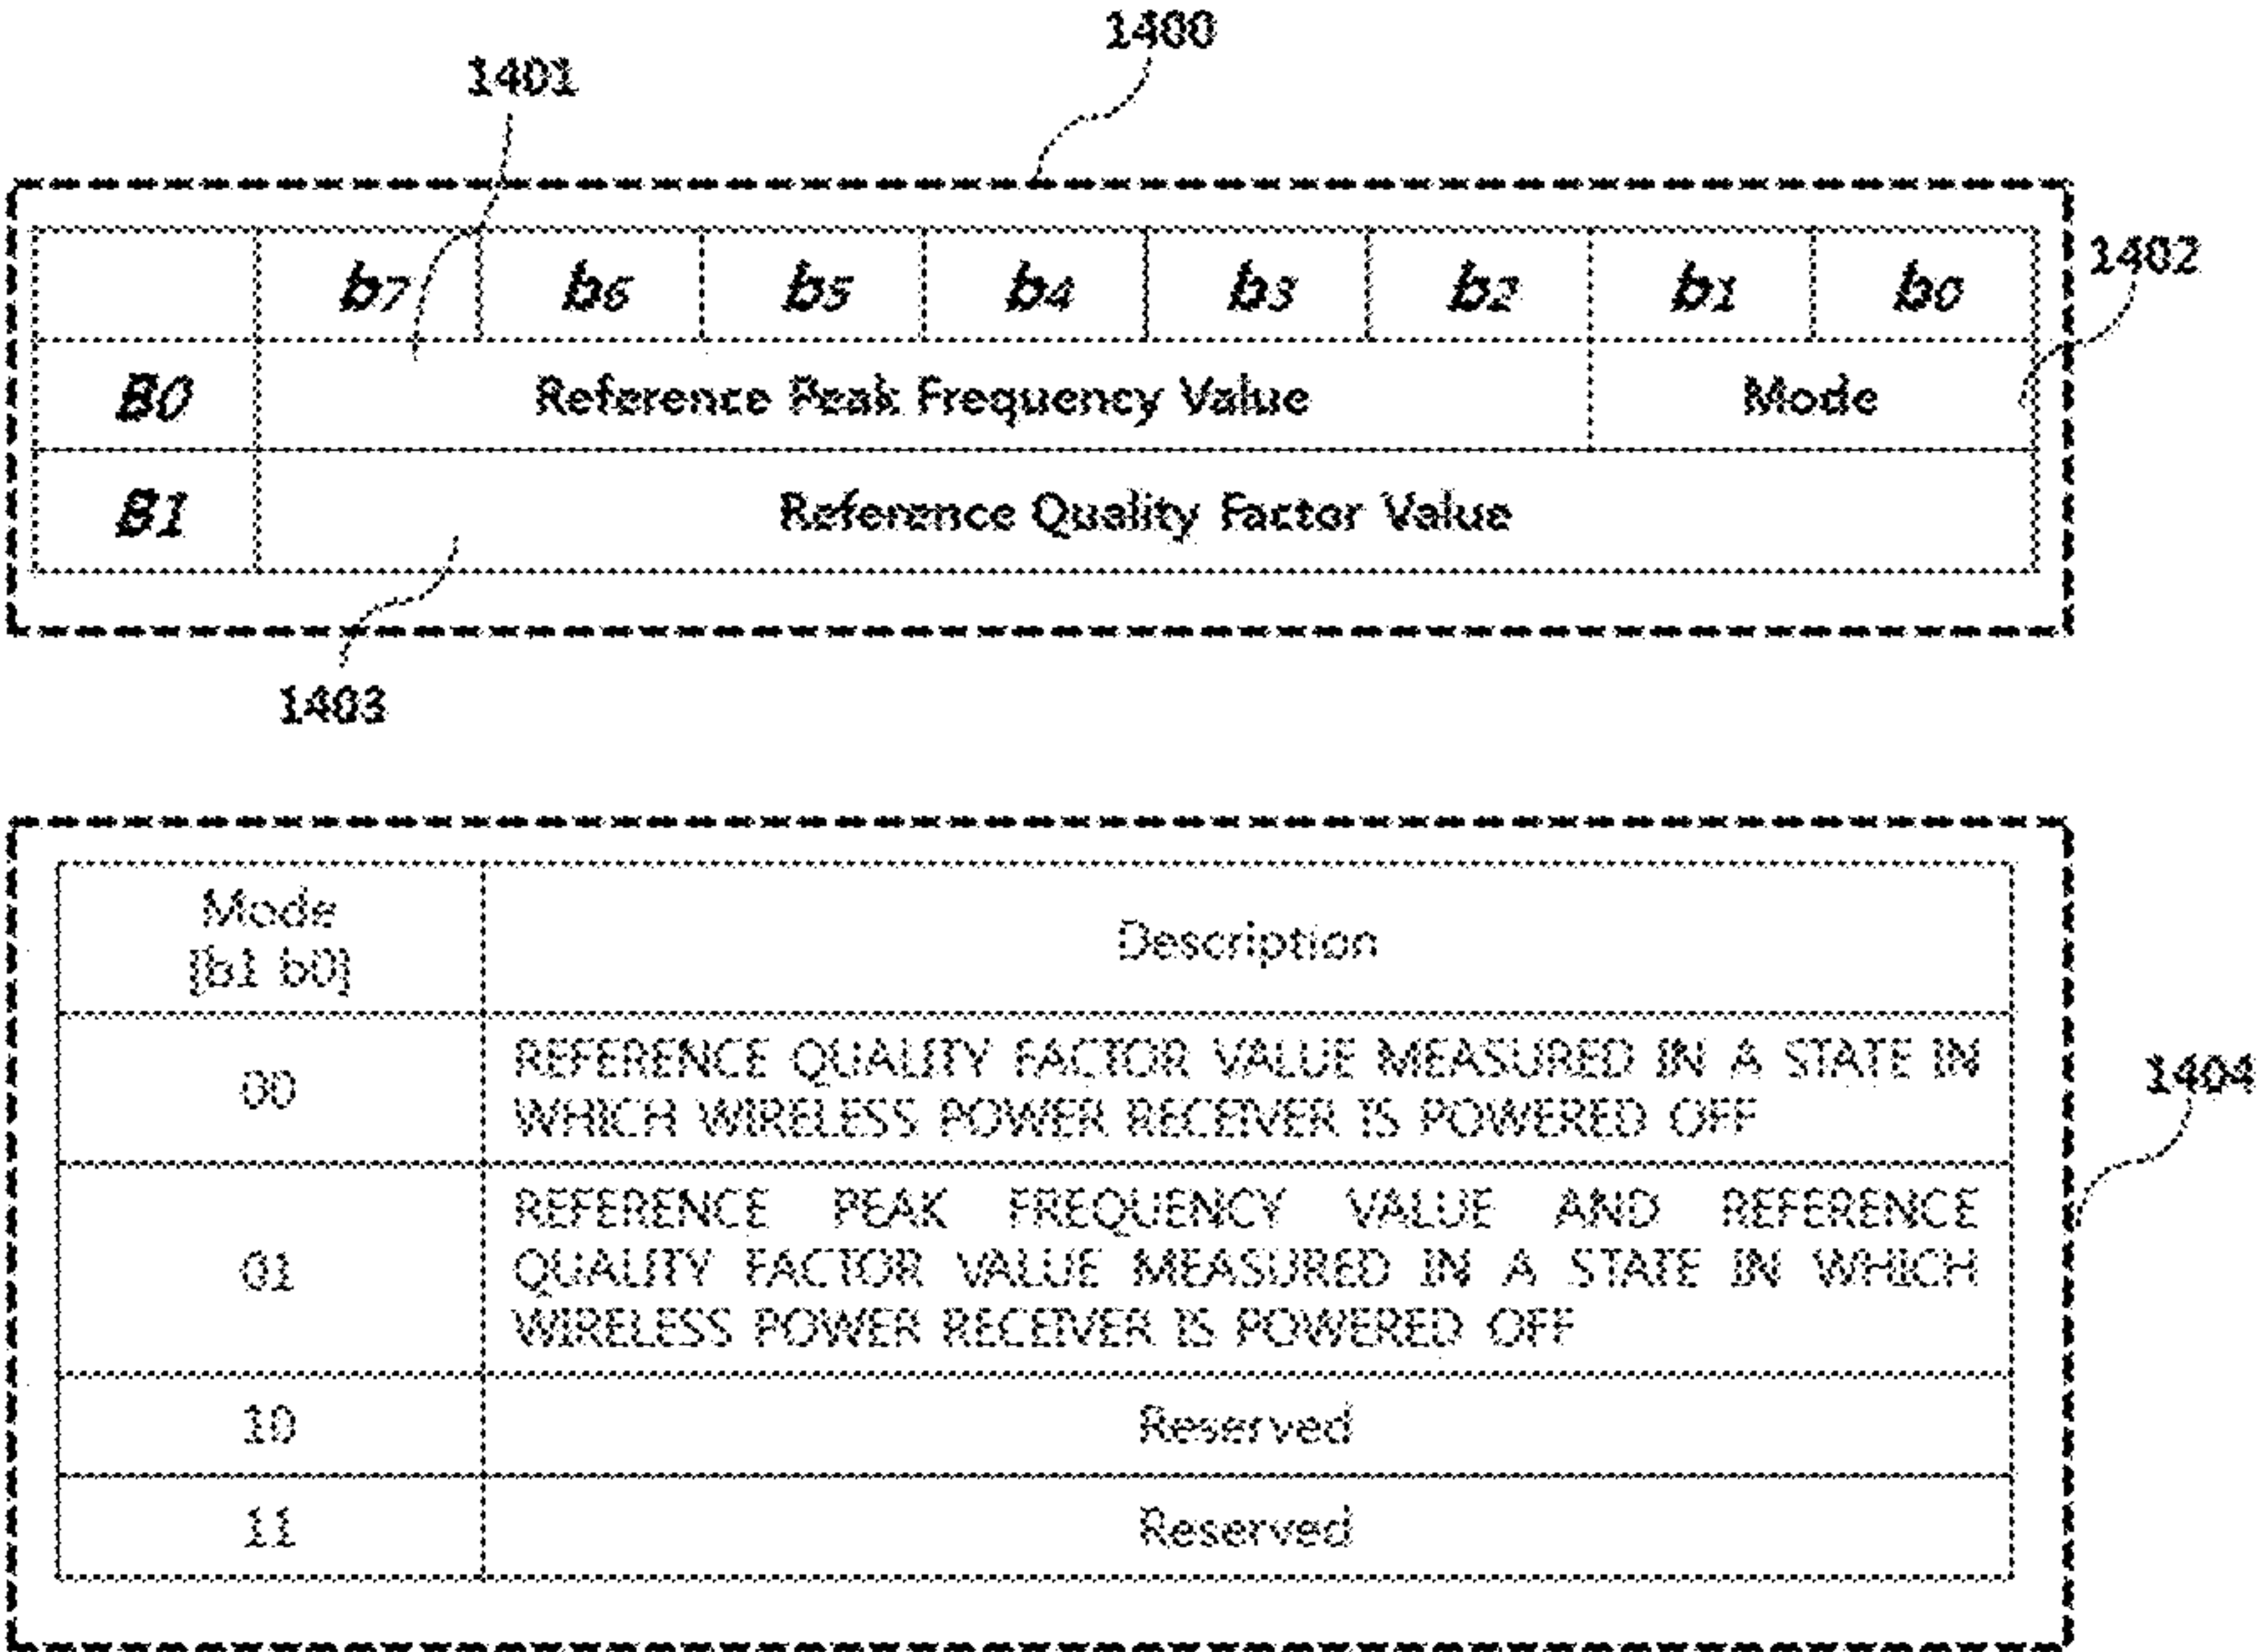 1400
1401
b7 b6 b5 b4 b3 b2 b1 b0
1402
B0 Reference Peak Frequency Value Mode
B1 Reference Quality Factor Value
1403
Mode
[b1 b0]
Description
00
REFERENCE QUALITY FACTOR VALUE MEASURED IN A STATE IN
WHICH WIRELESS POWER RECEIVER IS POWERED OFF
1404
01
REFERENCE PEAK FREQUENCY VALUE AND REFERENCE
QUALITY FACTOR VALUE MEASURED IN A STATE IN WHICH
WIRELESS POWER RECEIVER IS POWERED OFF
10 Reserved
11 Reserved